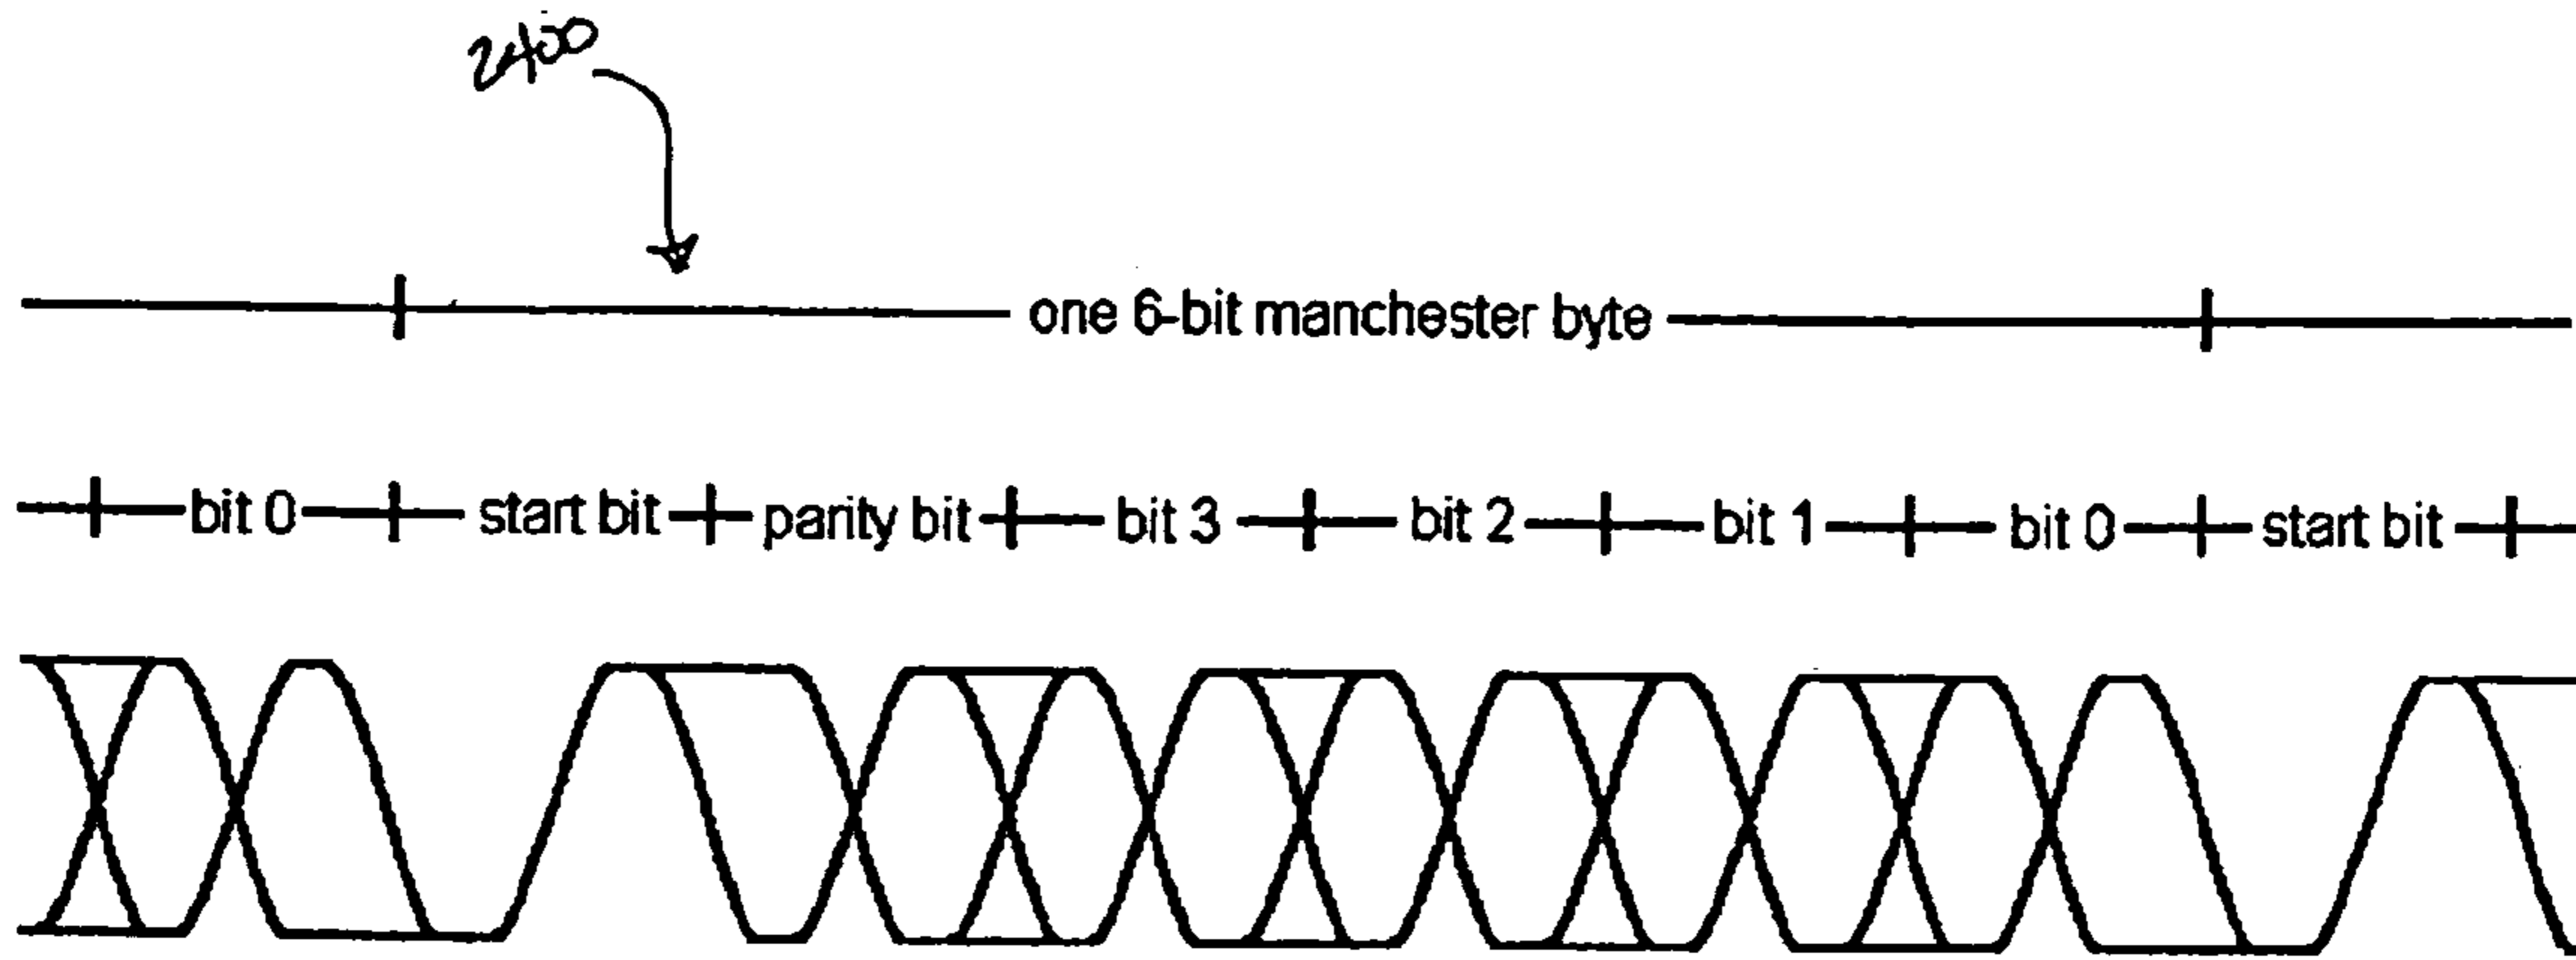 2400
one 6-bit manchester byte
bit 0 start bit parity bit bit 3 bit 2 bit 1 bit 0 start bit